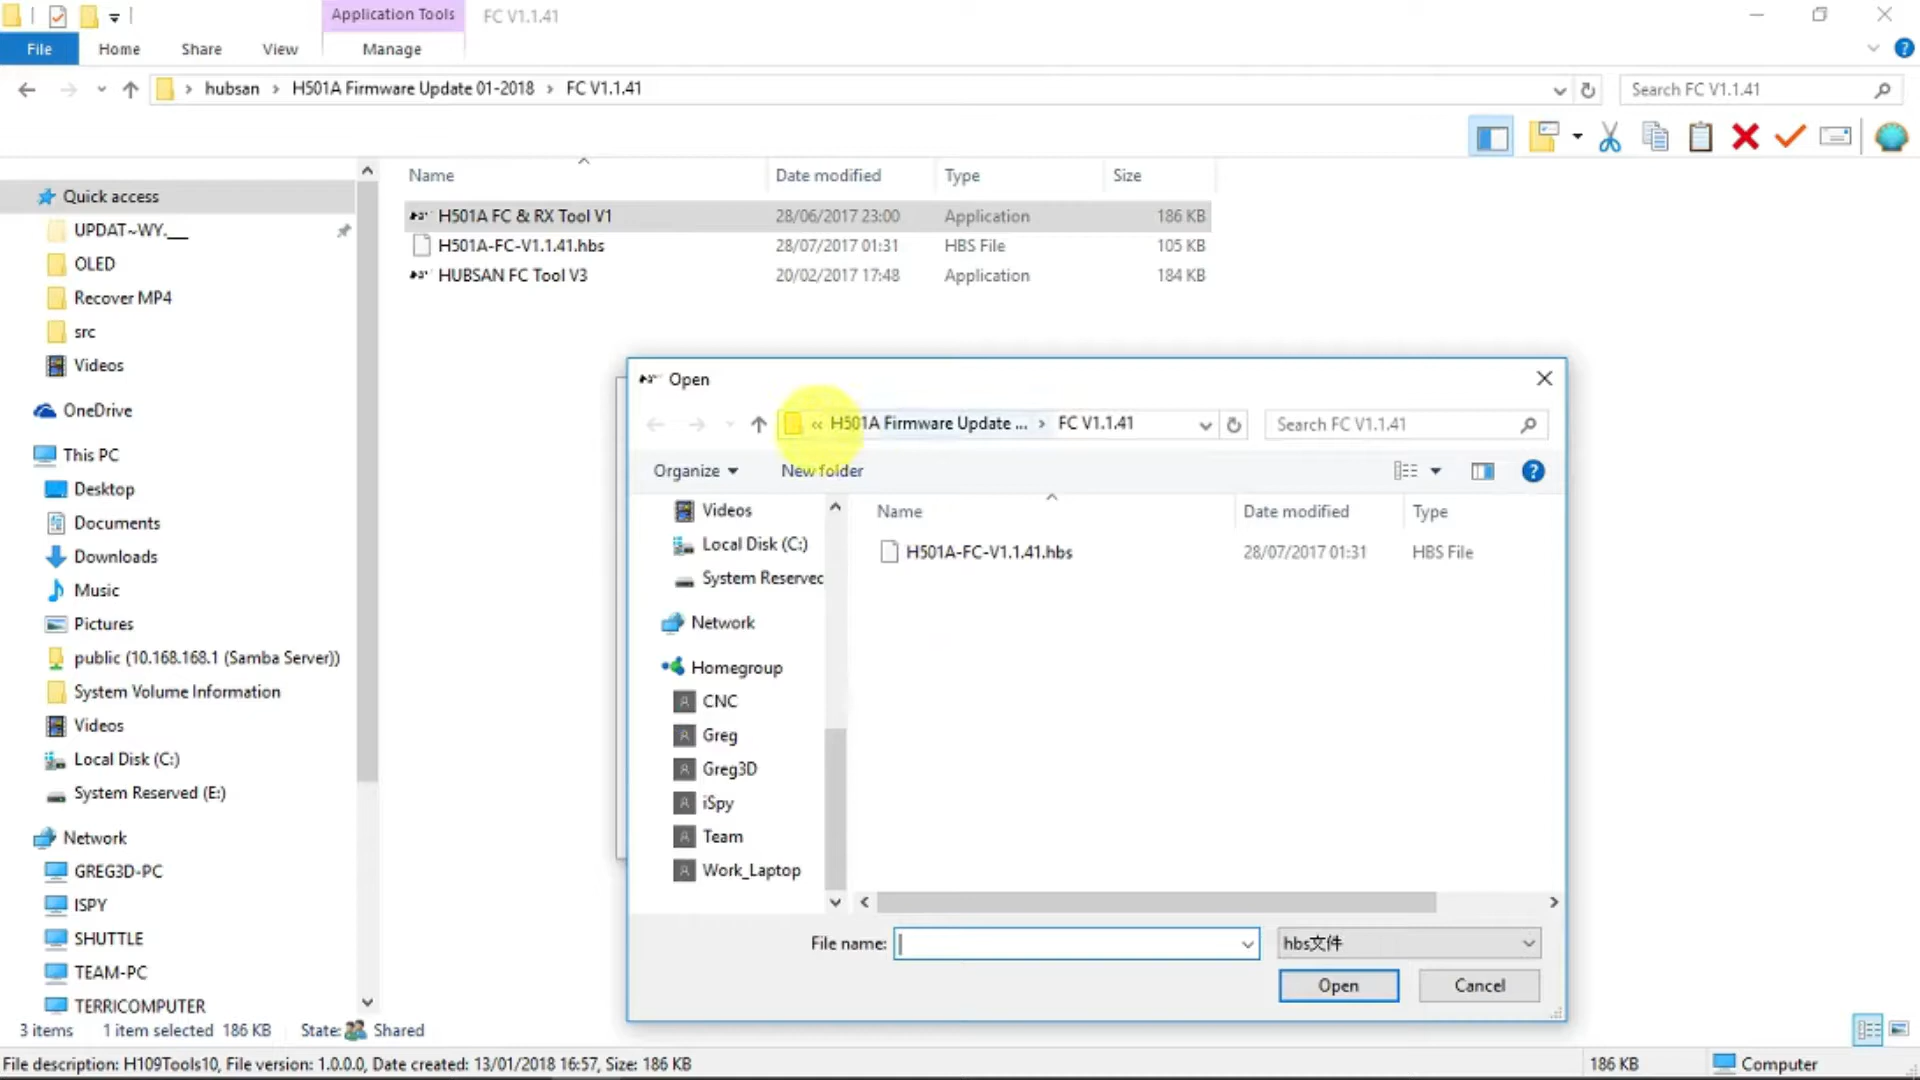 Application Tools
FC V1.1.41
File
Home
Share
View
Manage
hubsan
H501A Firmware Update 01-2018
FC V1.1.41
Search FC V1.1.41
Name
Date modified
Type
Size
H501A FC & RX Tool V1
28/06/2017 23:00
Application
186 KB
H501A-FC-V1.1.41.hbs
28/07/2017 01:31
HBS File
105 KB
HUBSAN FC Tool V3
20/02/2017 17:48
Application
184 KB
Quick access
UPDAT~WY.___
OLED
Recover MP4
src
Videos
OneDrive
This PC
Desktop
Documents
Downloads
Music
Pictures
public (10.168.168.1 (Samba Server))
System Volume Information
Videos
Local Disk (C:)
System Reserved (E:)
Network
GREG3D-PC
ISPY
SHUTTLE
TEAM-PC
TERRICOMPUTER
Open
« H501A Firmware Update ...
FC V1.1.41
Search FC V1.1.41
Organize
New folder
Videos
Local Disk (C:)
System Reserved
Network
Homegroup
CNC
Greg
Greg3D
iSpy
Team
Work_Laptop
Name
Date modified
Type
H501A-FC-V1.1.41.hbs
28/07/2017 01:31
HBS File
File name:
hbs文件
Open
Cancel
3 items
1 item selected 186 KB
State: Shared
File description: H109Tools10, File version: 1.0.0.0, Date created: 13/01/2018 16:57, Size: 186 KB
186 KB
Computer